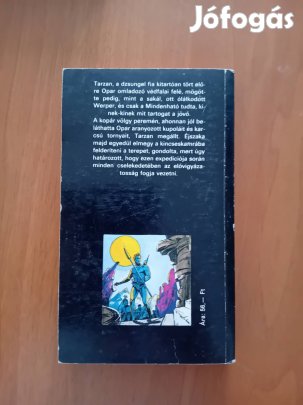 Jófogás
Tarzan, a dzsungel fia kitartóan tört elő-
re Opar omladozó védfalai felé, mögöt-
te pedig, mint a sakál, ott ólálkodott
Werper, és csak a Mindenható tudta, ki-
nek-kinek mit tartogat a jövő.
A kopár völgy peremén, ahonnan jól be-
láthatta Opar aranyozott kupoláit és kar-
csú tornyait, Tarzan megállt. Éjszaka
majd egyedül elmegy a kincseskamrába
felderíteni a terepet, gondolta, mert úgy
határozott, hogy ezen expedíciója során
minden cselekedetében az elővigyáza-
tosság fogja vezetni.
Ára: 56,— Ft